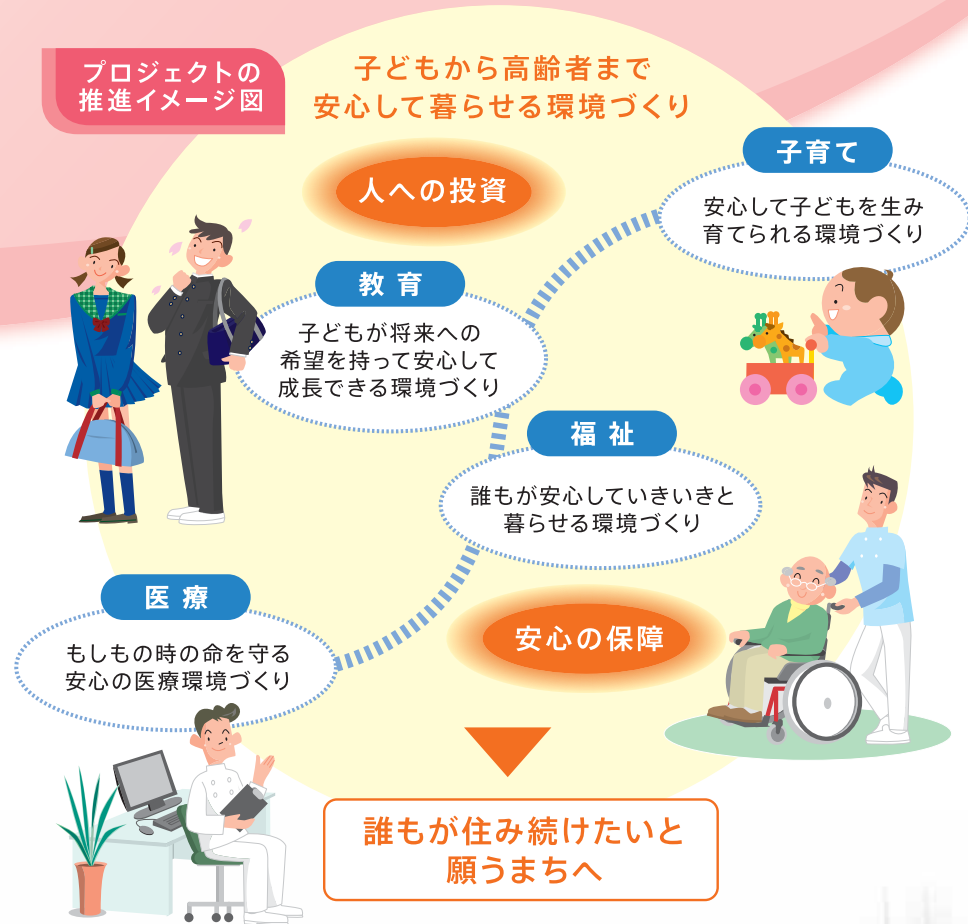 プロジェクトの
推進イメージ図
子どもから高齢者まで
安心して暮らせる環境づくり
人への投資
子育て
安心して子どもを生み
育てられる環境づくり
教育
子どもが将来への
希望を持って安心して
成長できる環境づくり
福祉
誰もが安心していきいきと
暮らせる環境づくり
医療
もしもの時の命を守る
安心の医療環境づくり
安心の保障
誰もが住み続けたいと
願うまちへ